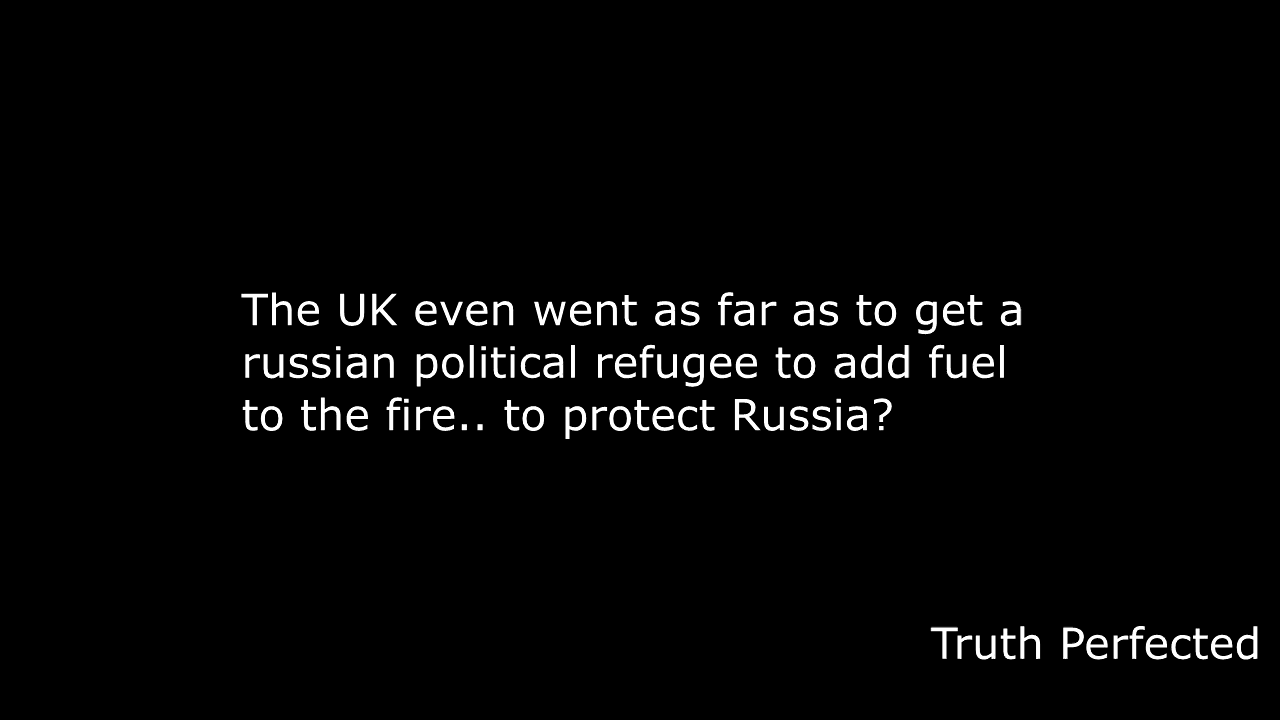 The UK even went as far as to get a
russian political refugee to add fuel
to the fire.. to protect Russia?
Truth Perfected